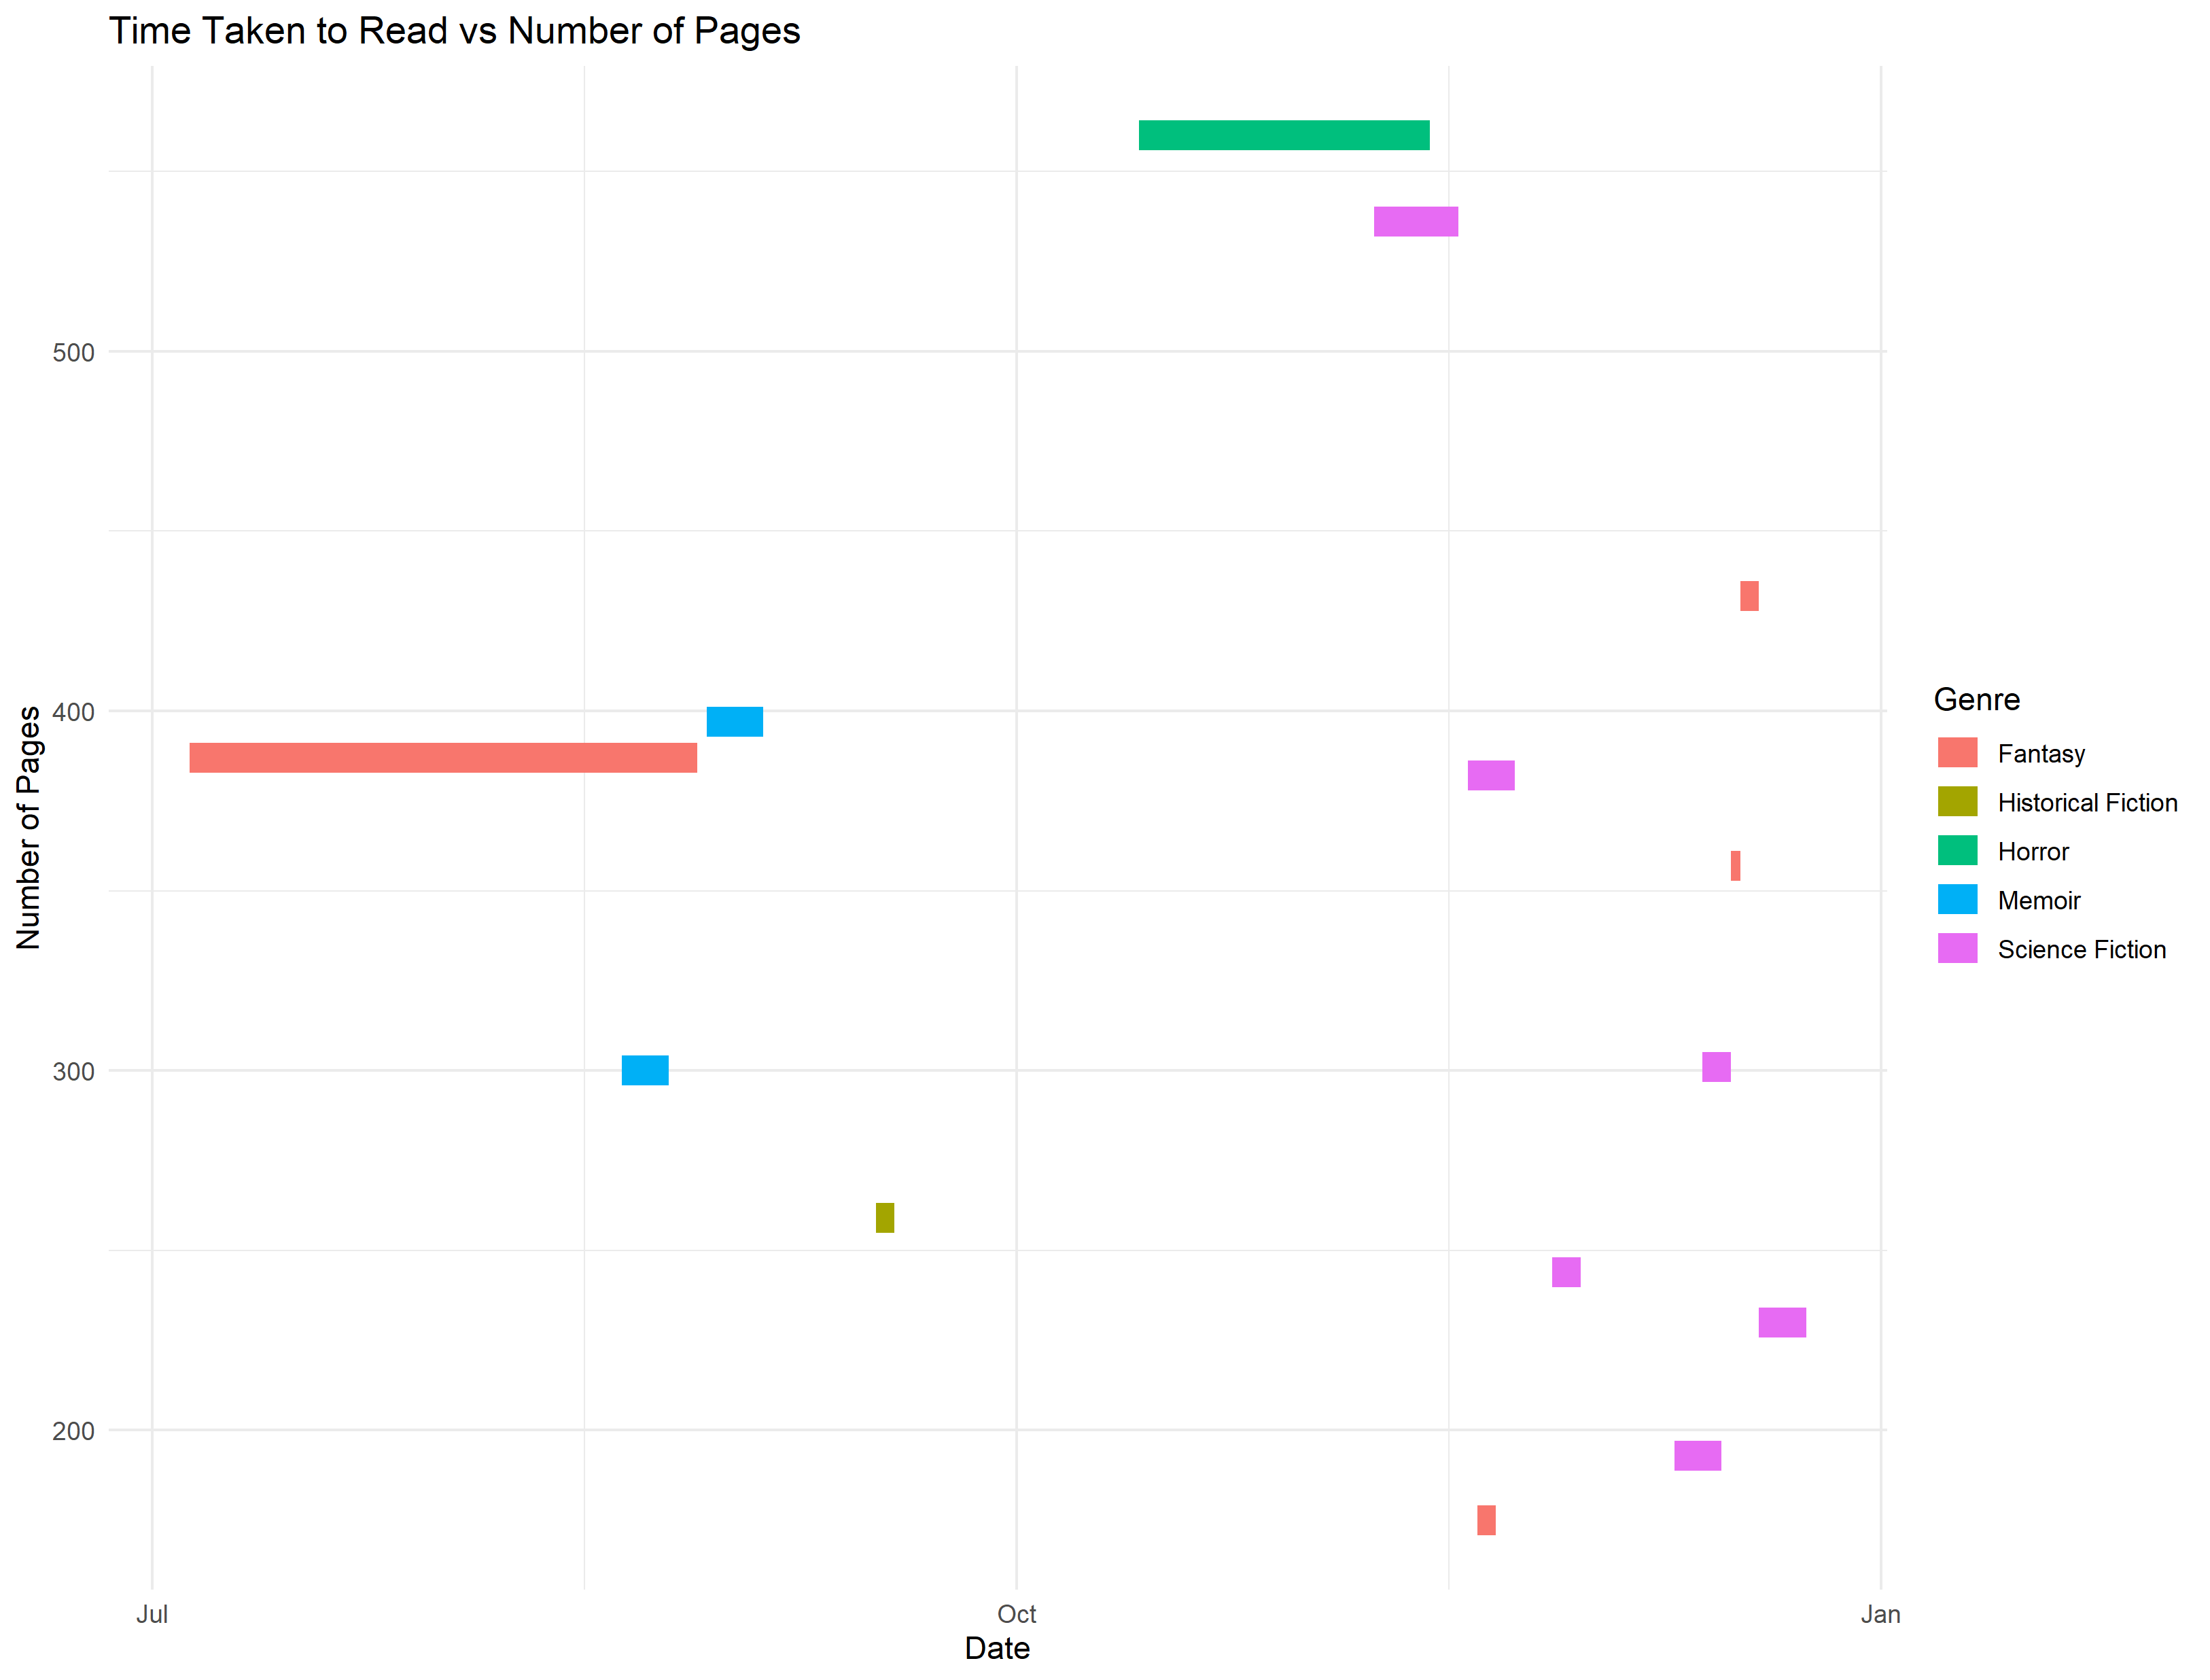 Time Taken to Read vs Number of Pages
Number of Pages
500
400
300
200
Jul
Oct
Jan
Date
Genre
Fantasy
Historical Fiction
Horror
Memoir
Science Fiction